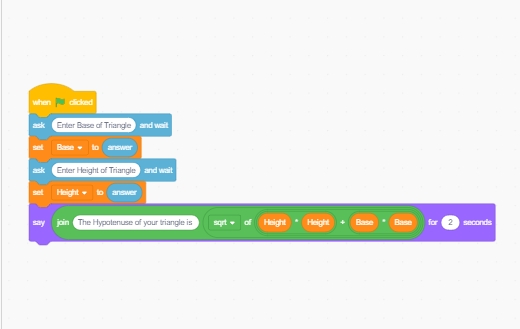 when clicked
ask Enter Base of Triangle and wait
set Base to answer
ask Enter Height of Triangle and wait
set Height to answer
say join The Hypotenuse of your triangle is sqrt of Height * Height + Base * Base for 2 seconds